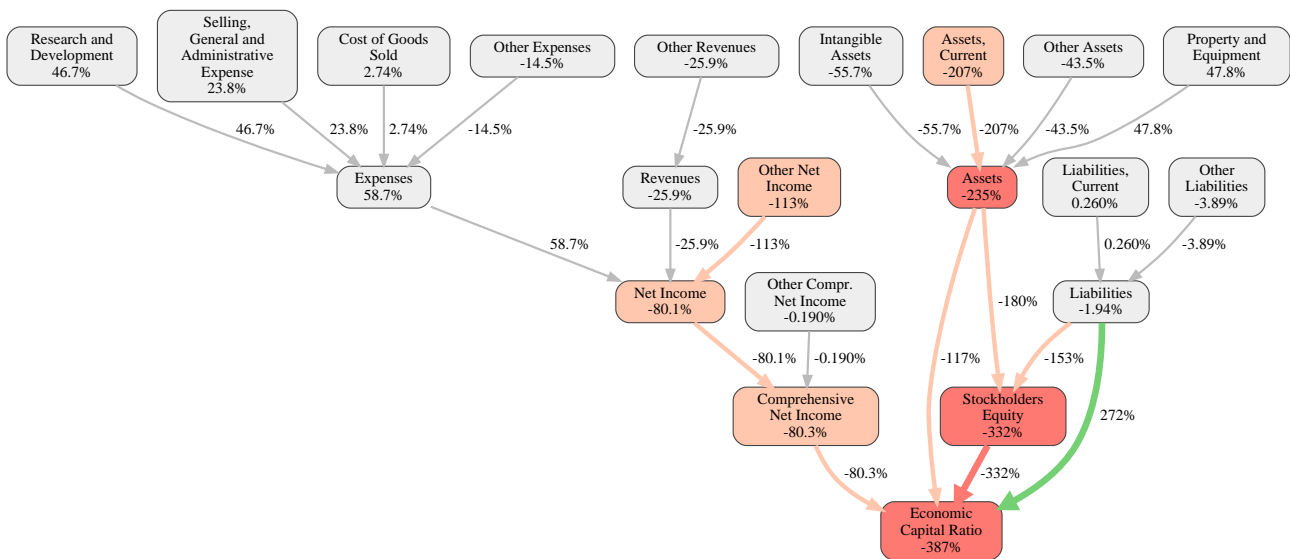 Research and
Development
46.7%
Selling,
General and
Administrative
Expense
23.8%
Cost of Goods
Sold
2.74%
Other Expenses
-14.5%
Other Revenues
-25.9%
Intangible
Assets
-55.7%
Assets,
Current
-207%
Other Assets
-43.5%
Property and
Equipment
47.8%
46.7%
23.8%
2.74%
-14.5%
-25.9%
-55.7%
-207%
-43.5%
47.8%
Expenses
58.7%
Revenues
-25.9%
Other Net
Income
-113%
Assets
-235%
Liabilities,
Current
0.260%
Other
Liabilities
-3.89%
58.7%
-25.9%
-113%
0.260%
-3.89%
Net Income
-80.1%
Other Compr.
Net Income
-0.190%
-180%
Liabilities
-1.94%
-80.1%
-0.190%
-117%
-153%
Comprehensive
Net Income
-80.3%
Stockholders
Equity
-332%
272%
-80.3%
-332%
Economic
Capital Ratio
-387%